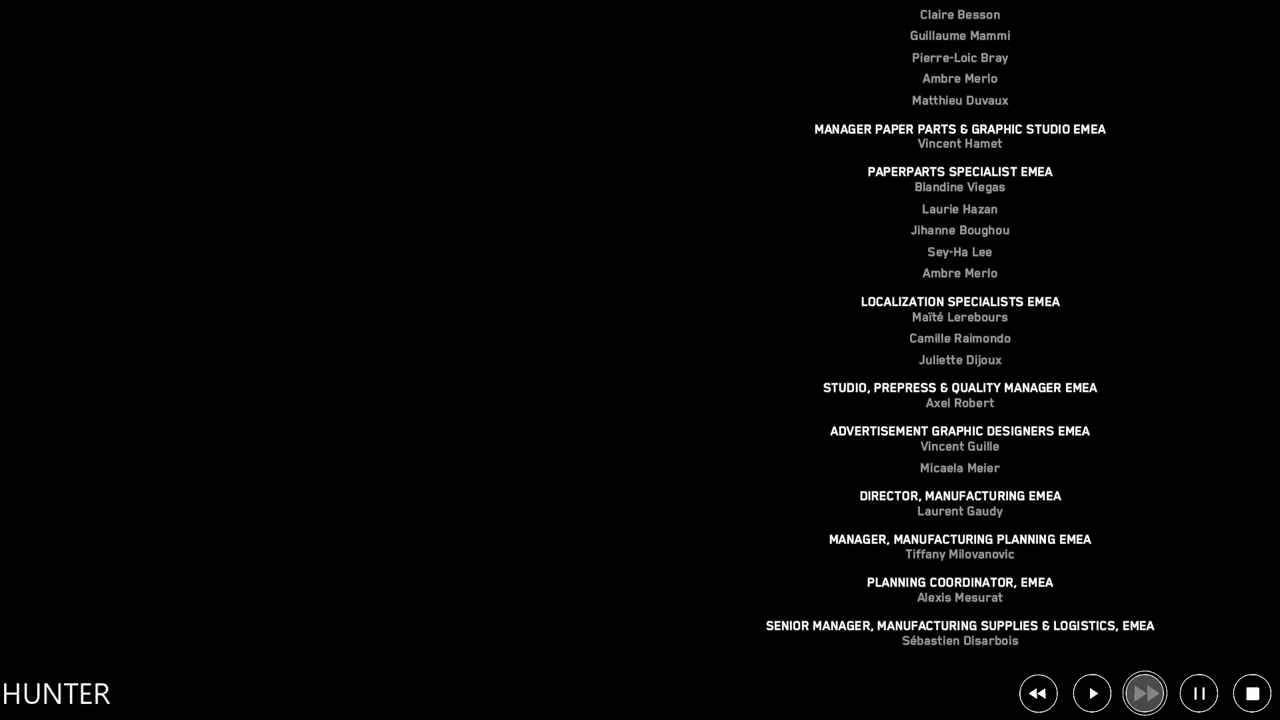 Claire Besson
Guillaume Mammi
Pierre-Loic Bray
Ambre Merlo
Matthieu Duvaux
MANAGER PAPER PARTS & GRAPHIC STUDIO EMEA
Vincent Hamet
PAPERPARTS SPECIALIST EMEA
Blandine Viegas
Laurie Hazan
Jihanne Boughou
Sey-Ha Lee
Ambre Merlo
LOCALIZATION SPECIALISTS EMEA
Maïté Lerebours
Camille Raimondo
Juliette Dijoux
STUDIO, PREPRESS & QUALITY MANAGER EMEA
Axel Robert
ADVERTISEMENT GRAPHIC DESIGNERS EMEA
Vincent Guille
Micaela Meier
DIRECTOR, MANUFACTURING EMEA
Laurent Gaudy
MANAGER, MANUFACTURING PLANNING EMEA
Tiffany Milovanovic
PLANNING COORDINATOR, EMEA
Alexis Mesurat
SENIOR MANAGER, MANUFACTURING SUPPLIES & LOGISTICS, EMEA
Sébastien Disarbois
HUNTER